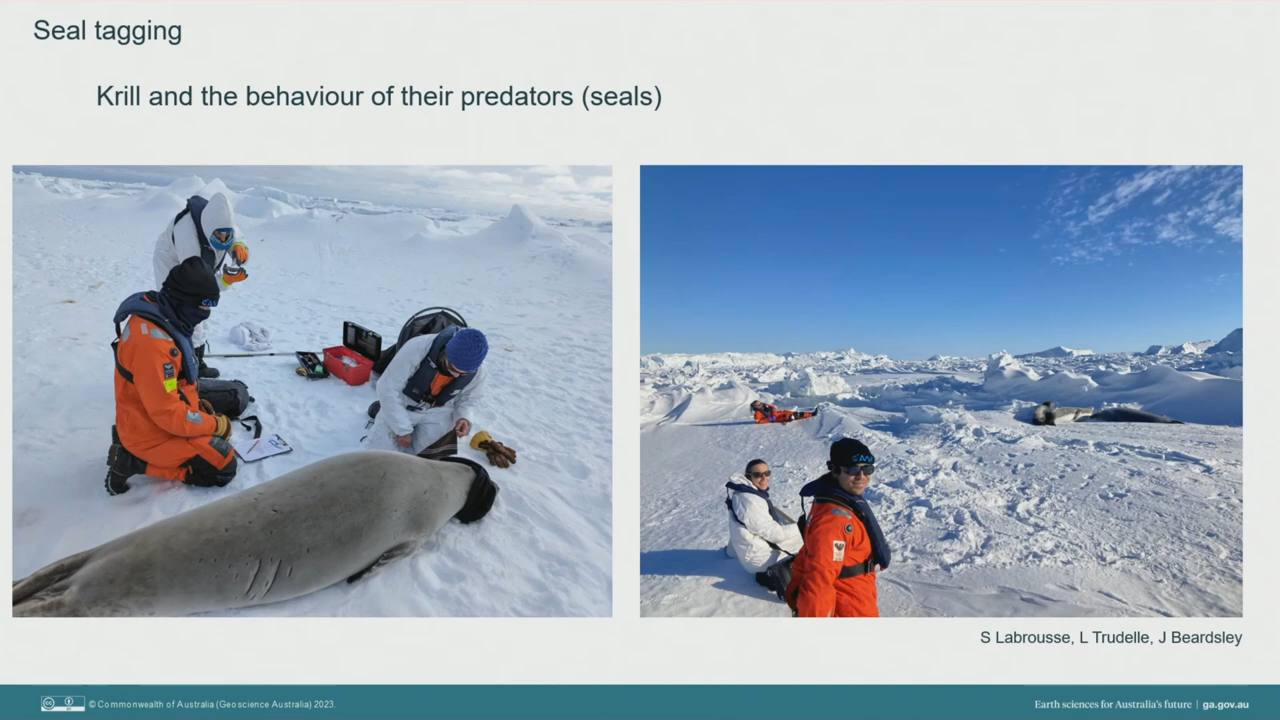 Seal tagging
Krill and the behaviour of their predators (seals)
S Labrousse, L Trudelle, J Beardsley
© Commonwealth of Australia (Geoscience Australia) 2023.
Earth sciences for Australia's future | ga.gov.au